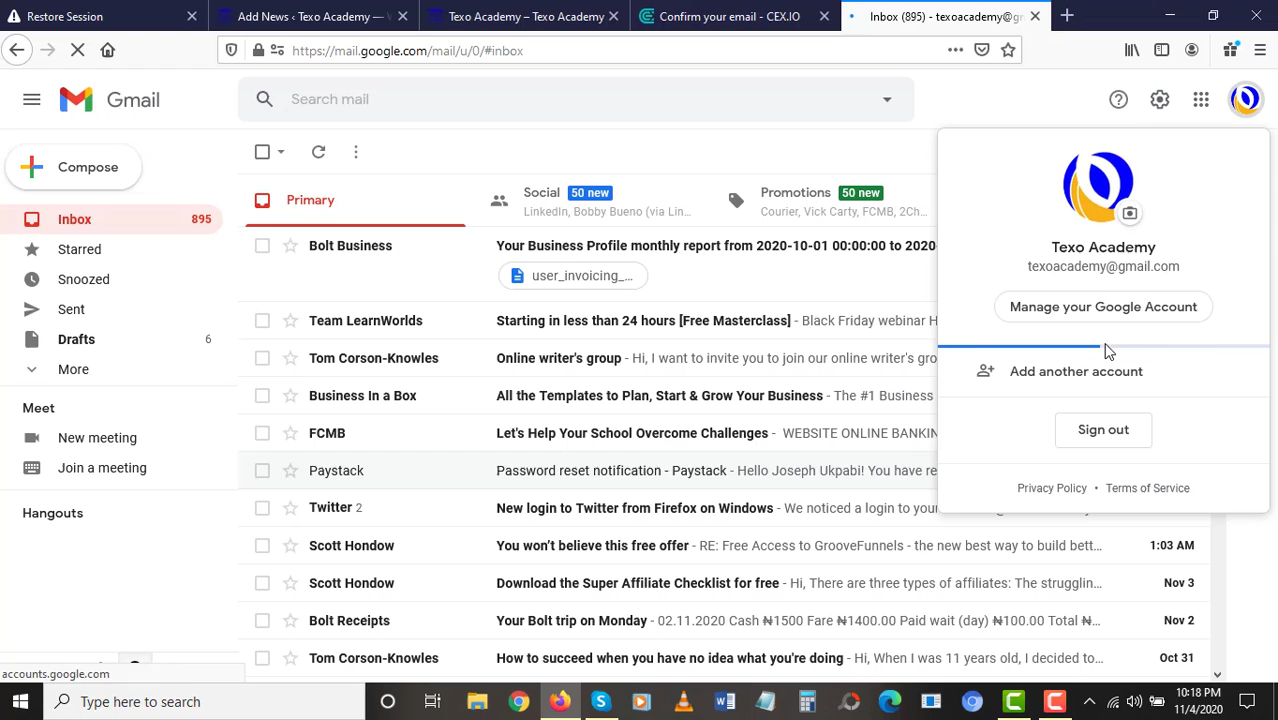 Restore Session
Add News ‹ Texo Academy —
Texo Academy – Texo Academy
Confirm your email - CEX.IO
Inbox (895) - texoacademy@gm
https://mail.google.com/mail/u/0/#inbox
Gmail
Search mail
Compose
Inbox 895
Starred
Snoozed
Sent
Drafts 6
More
Meet
New meeting
Join a meeting
Hangouts
accounts.google.com
Primary
Social 50 new
LinkedIn, Bobby Bueno (via Lin...
Promotions 50 new
Courier, Vick Carty, FCMB, 2Ch...
Bolt Business Your Business Profile monthly report from 2020-10-01 00:00:00 to 2020
user_invoicing_...
Team LearnWorlds Starting in less than 24 hours [Free Masterclass] - Black Friday webinar H
Tom Corson-Knowles Online writer's group - Hi, I want to invite you to join our online writer's gro
Business In a Box All the Templates to Plan, Start & Grow Your Business - The #1 Business
FCMB Let's Help Your School Overcome Challenges - WEBSITE ONLINE BANKIN
Paystack Password reset notification - Paystack - Hello Joseph Ukpabi! You have re
Twitter 2 New login to Twitter from Firefox on Windows - We noticed a login to your
Scott Hondow You won't believe this free offer - RE: Free Access to GrooveFunnels - the new best way to build bett... 1:03 AM
Scott Hondow Download the Super Affiliate Checklist for free - Hi, There are three types of affiliates: The strugglin... Nov 3
Bolt Receipts Your Bolt trip on Monday - 02.11.2020 Cash ₦1500 Fare ₦1400.00 Paid wait (day) ₦100.00 Total ₦... Nov 2
Tom Corson-Knowles How to succeed when you have no idea what you're doing - Hi, When I was 11 years old, I decided to... Oct 31
Texo Academy
texoacademy@gmail.com
Manage your Google Account
Add another account
Sign out
Privacy Policy • Terms of Service
Type here to search
10:18 PM
11/4/2020